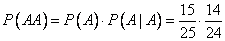 P(AA) = P(A) · P(A | A) = 15/25 · 14/24